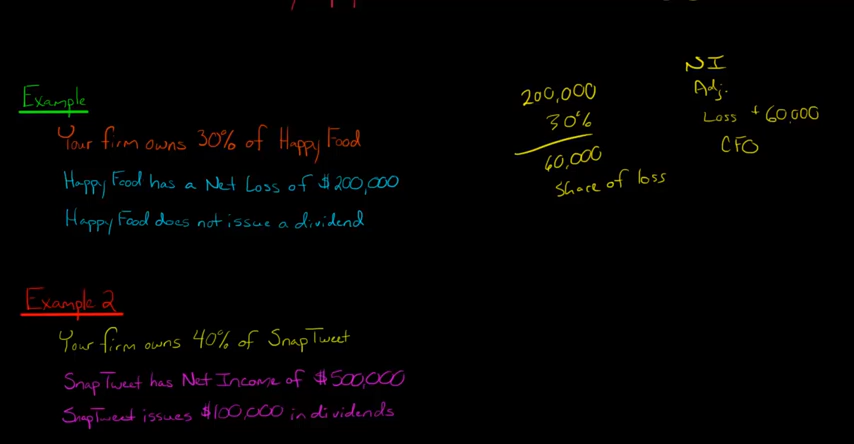 Example
Your firm owns 30% of Happy Food
Happy Food has a Net Loss of $200,000
Happy Food does not issue a dividend
200,000
30%
60,000
Share of loss
NI
Adj.
Loss + 60,000
CFO
Example 2
Your firm owns 40% of SnapTweet
SnapTweet has Net Income of $500,000
SnapTweet issues $100,000 in dividends